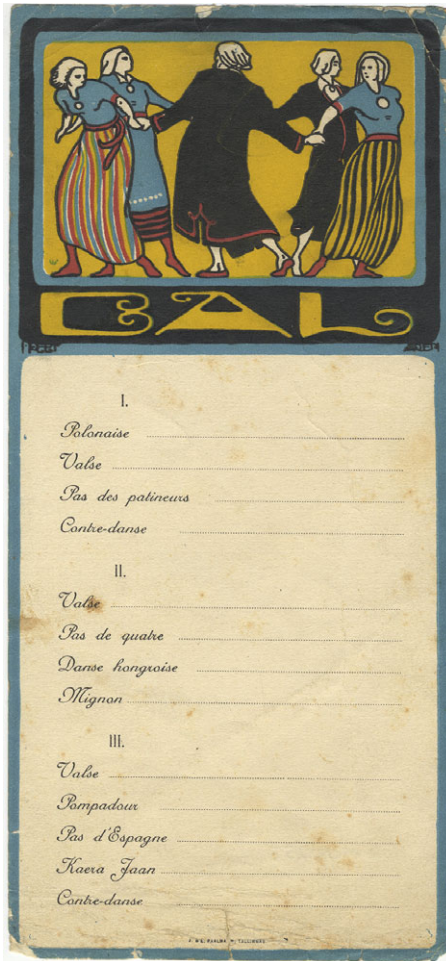 BAL
I.
Polonaise
Valse
Pas des patineurs
Contre-danse
II.
Valse
Pas de quatre
Danse hongroise
Mignon
III.
Valse
Pompadour
Pas d'Espagne
Kaera Jaan
Contre-danse
TALLINNAS